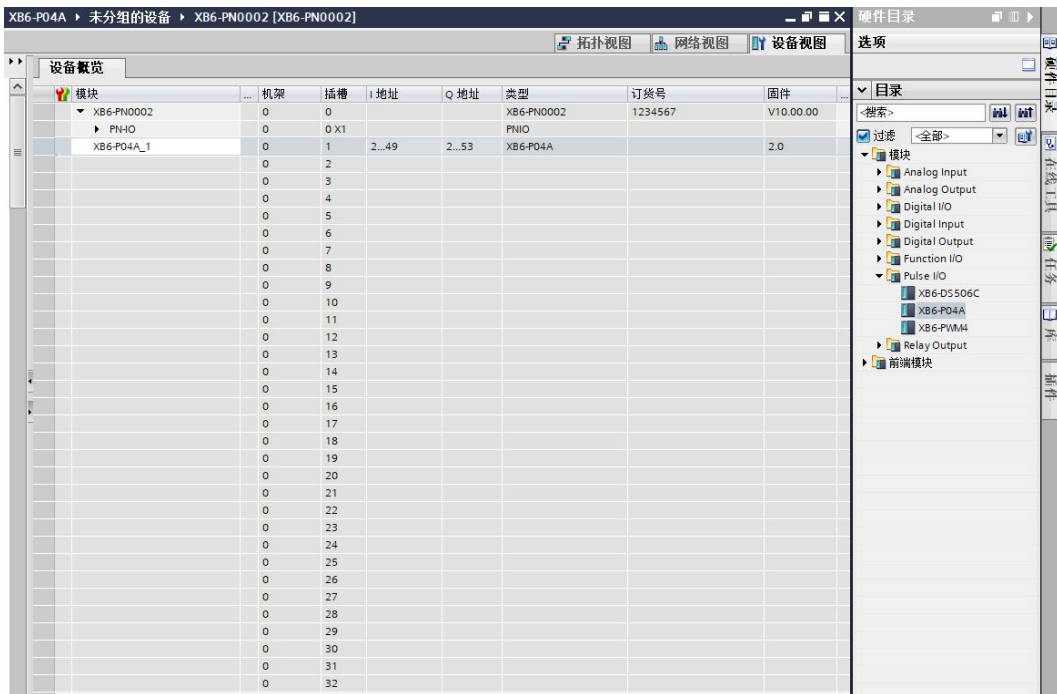 XB6-P04A ▸ 未分组的设备 ▸ XB6-PN0002 [XB6-PN0002]
拓扑视图 网络视图 设备视图
设备概览
模块 ... 机架 插槽 I 地址 Q 地址 类型 订货号 固件 ...
XB6-PN0002 0 0 XB6-PN0002 1234567 V10.00.00
PN-IO 0 0 X1 PNIO
XB6-P04A_1 0 1 2...49 2...53 XB6-P04A 2.0
0 2
0 3
0 4
0 5
0 6
0 7
0 8
0 9
0 10
0 11
0 12
0 13
0 14
0 15
0 16
0 17
0 18
0 19
0 20
0 21
0 22
0 23
0 24
0 25
0 26
0 27
0 28
0 29
0 30
0 31
0 32
硬件目录
选项
目录
<搜索>
过滤 <全部>
模块
Analog Input
Analog Output
Digital I/O
Digital Input
Digital Output
Function I/O
Pulse I/O
XB6-DS506C
XB6-P04A
XB6-PWM4
Relay Output
前端模块
硬件目录
在线工具
任务
库
插件